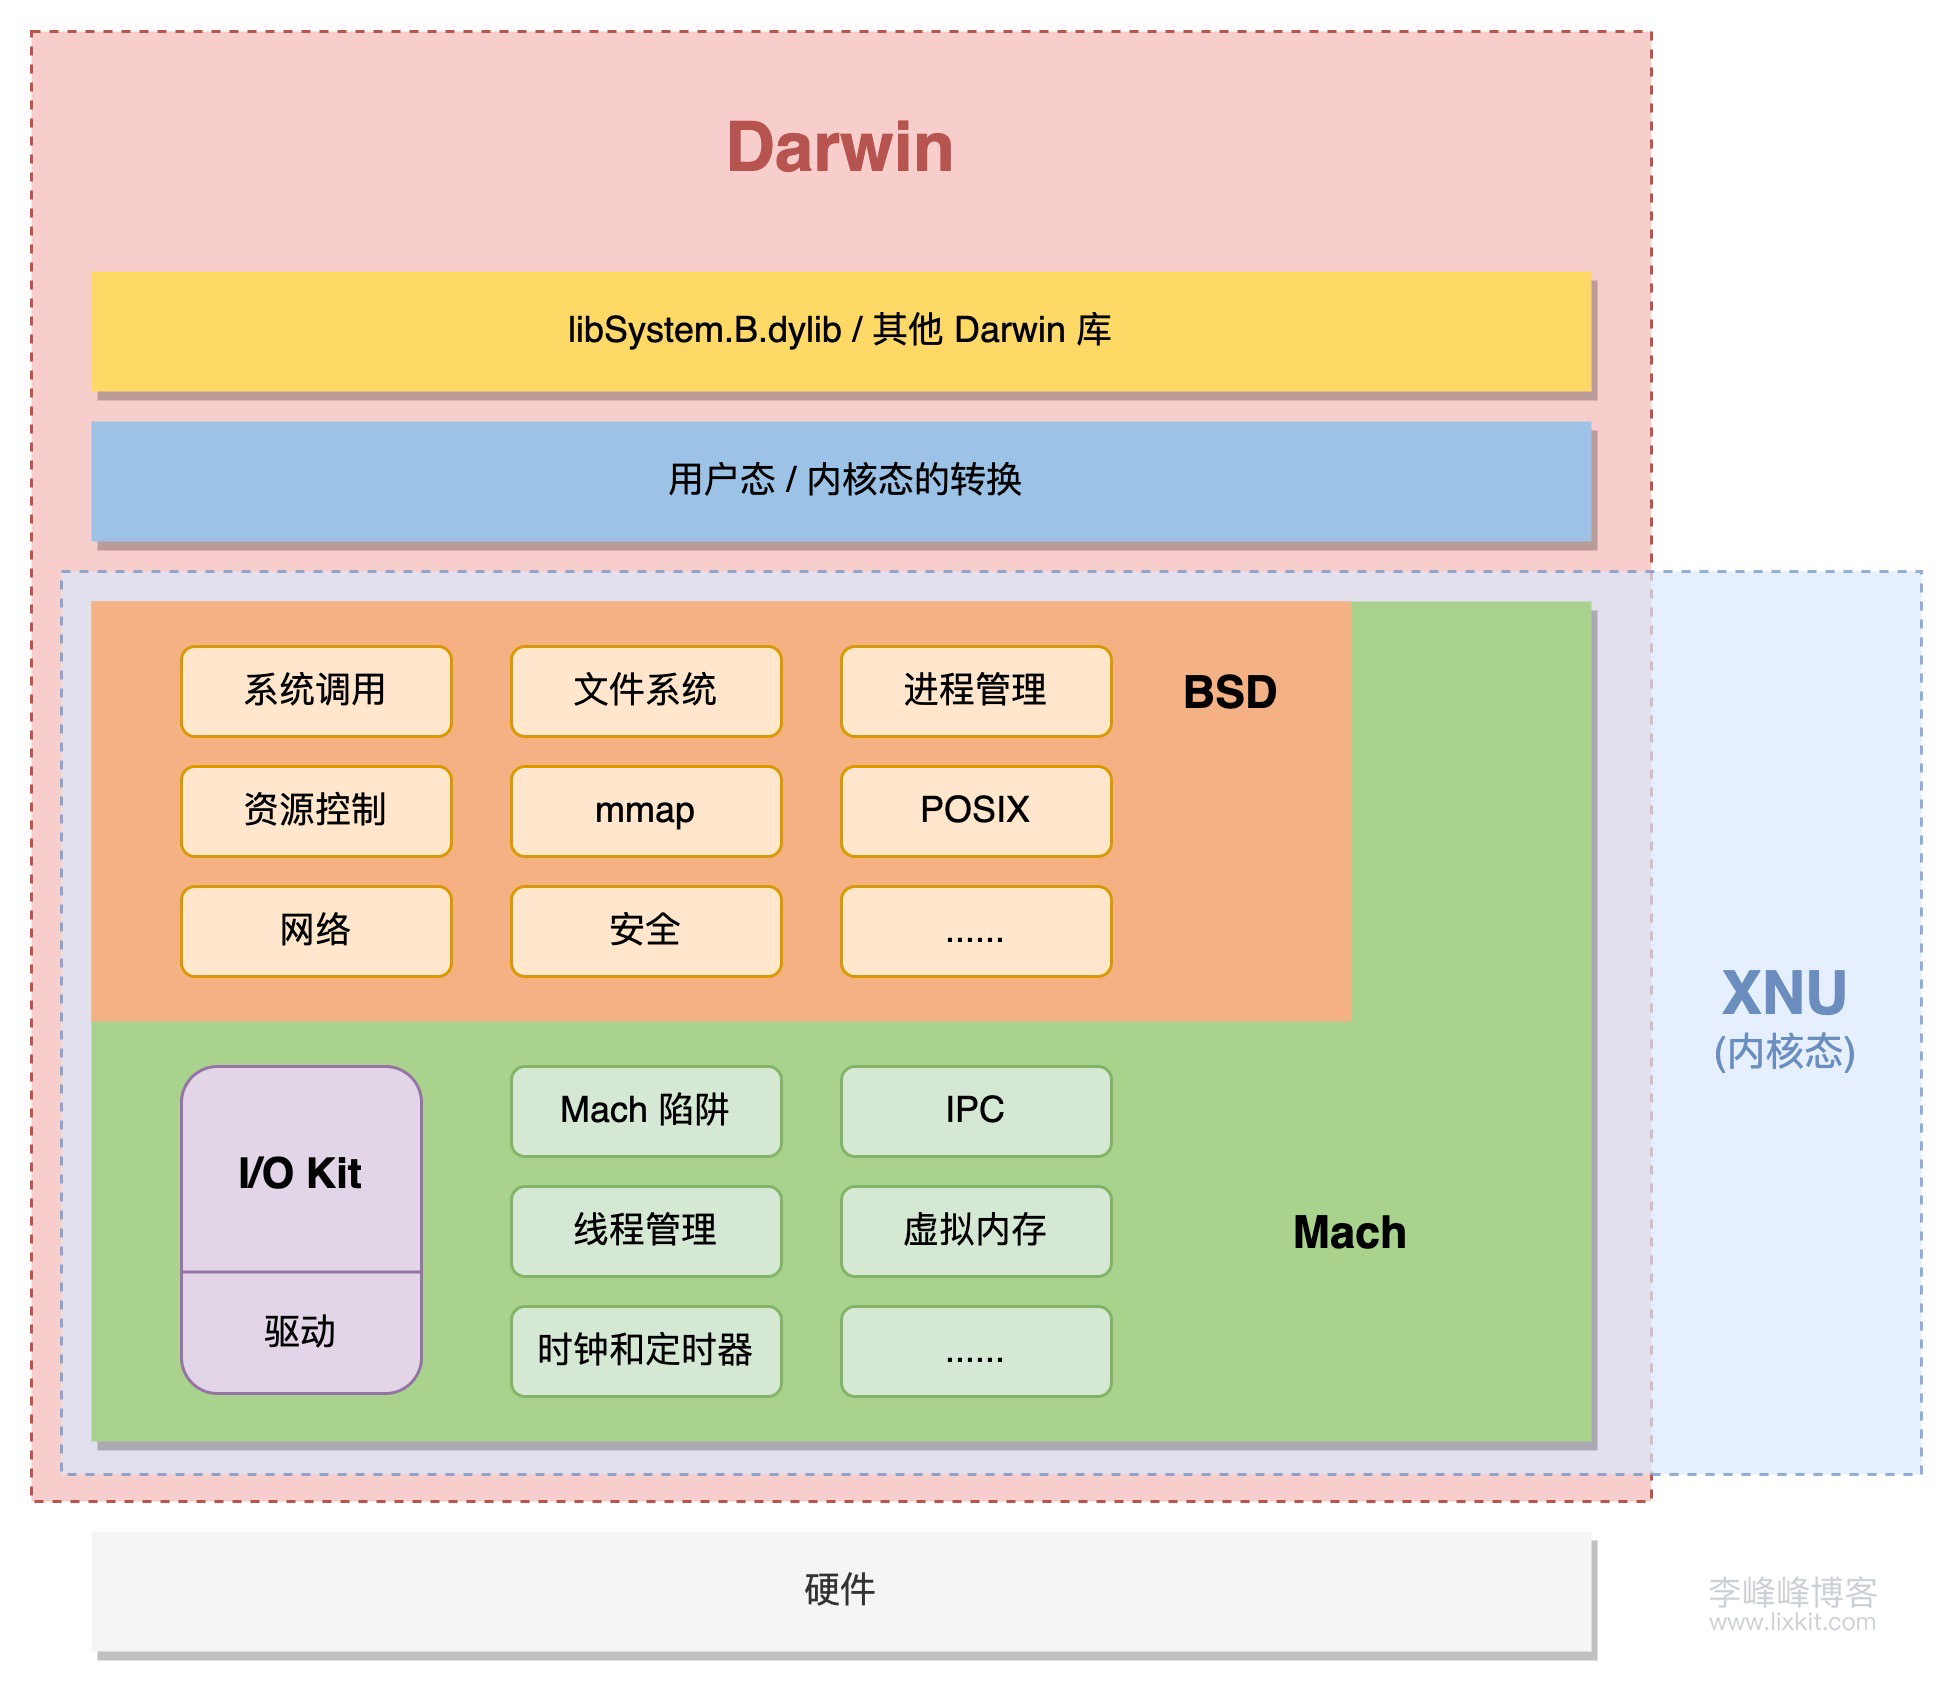 Darwin
libSystem.B.dylib / 其他 Darwin 库
用户态 / 内核态的转换
系统调用
文件系统
进程管理
BSD
资源控制
mmap
POSIX
网络
安全
......
XNU
(内核态)
I/O Kit
驱动
Mach 陷阱
IPC
线程管理
虚拟内存
Mach
时钟和定时器
......
硬件
李峰峰博客
www.lixkit.com